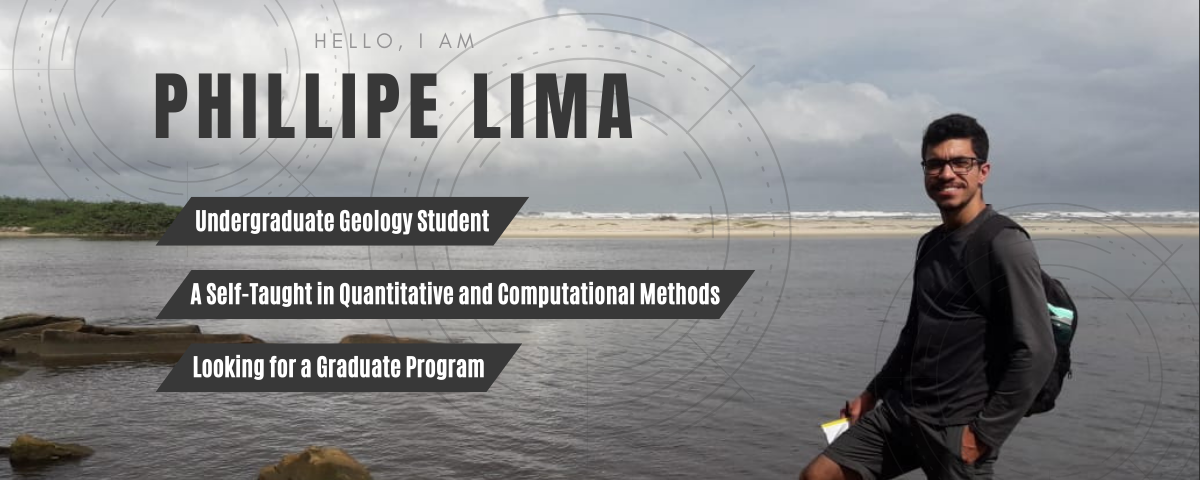 HELLO, I AM
PHILLIPE LIMA
Undergraduate Geology Student
A Self-Taught in Quantitative and Computational Methods
Looking for a Graduate Program